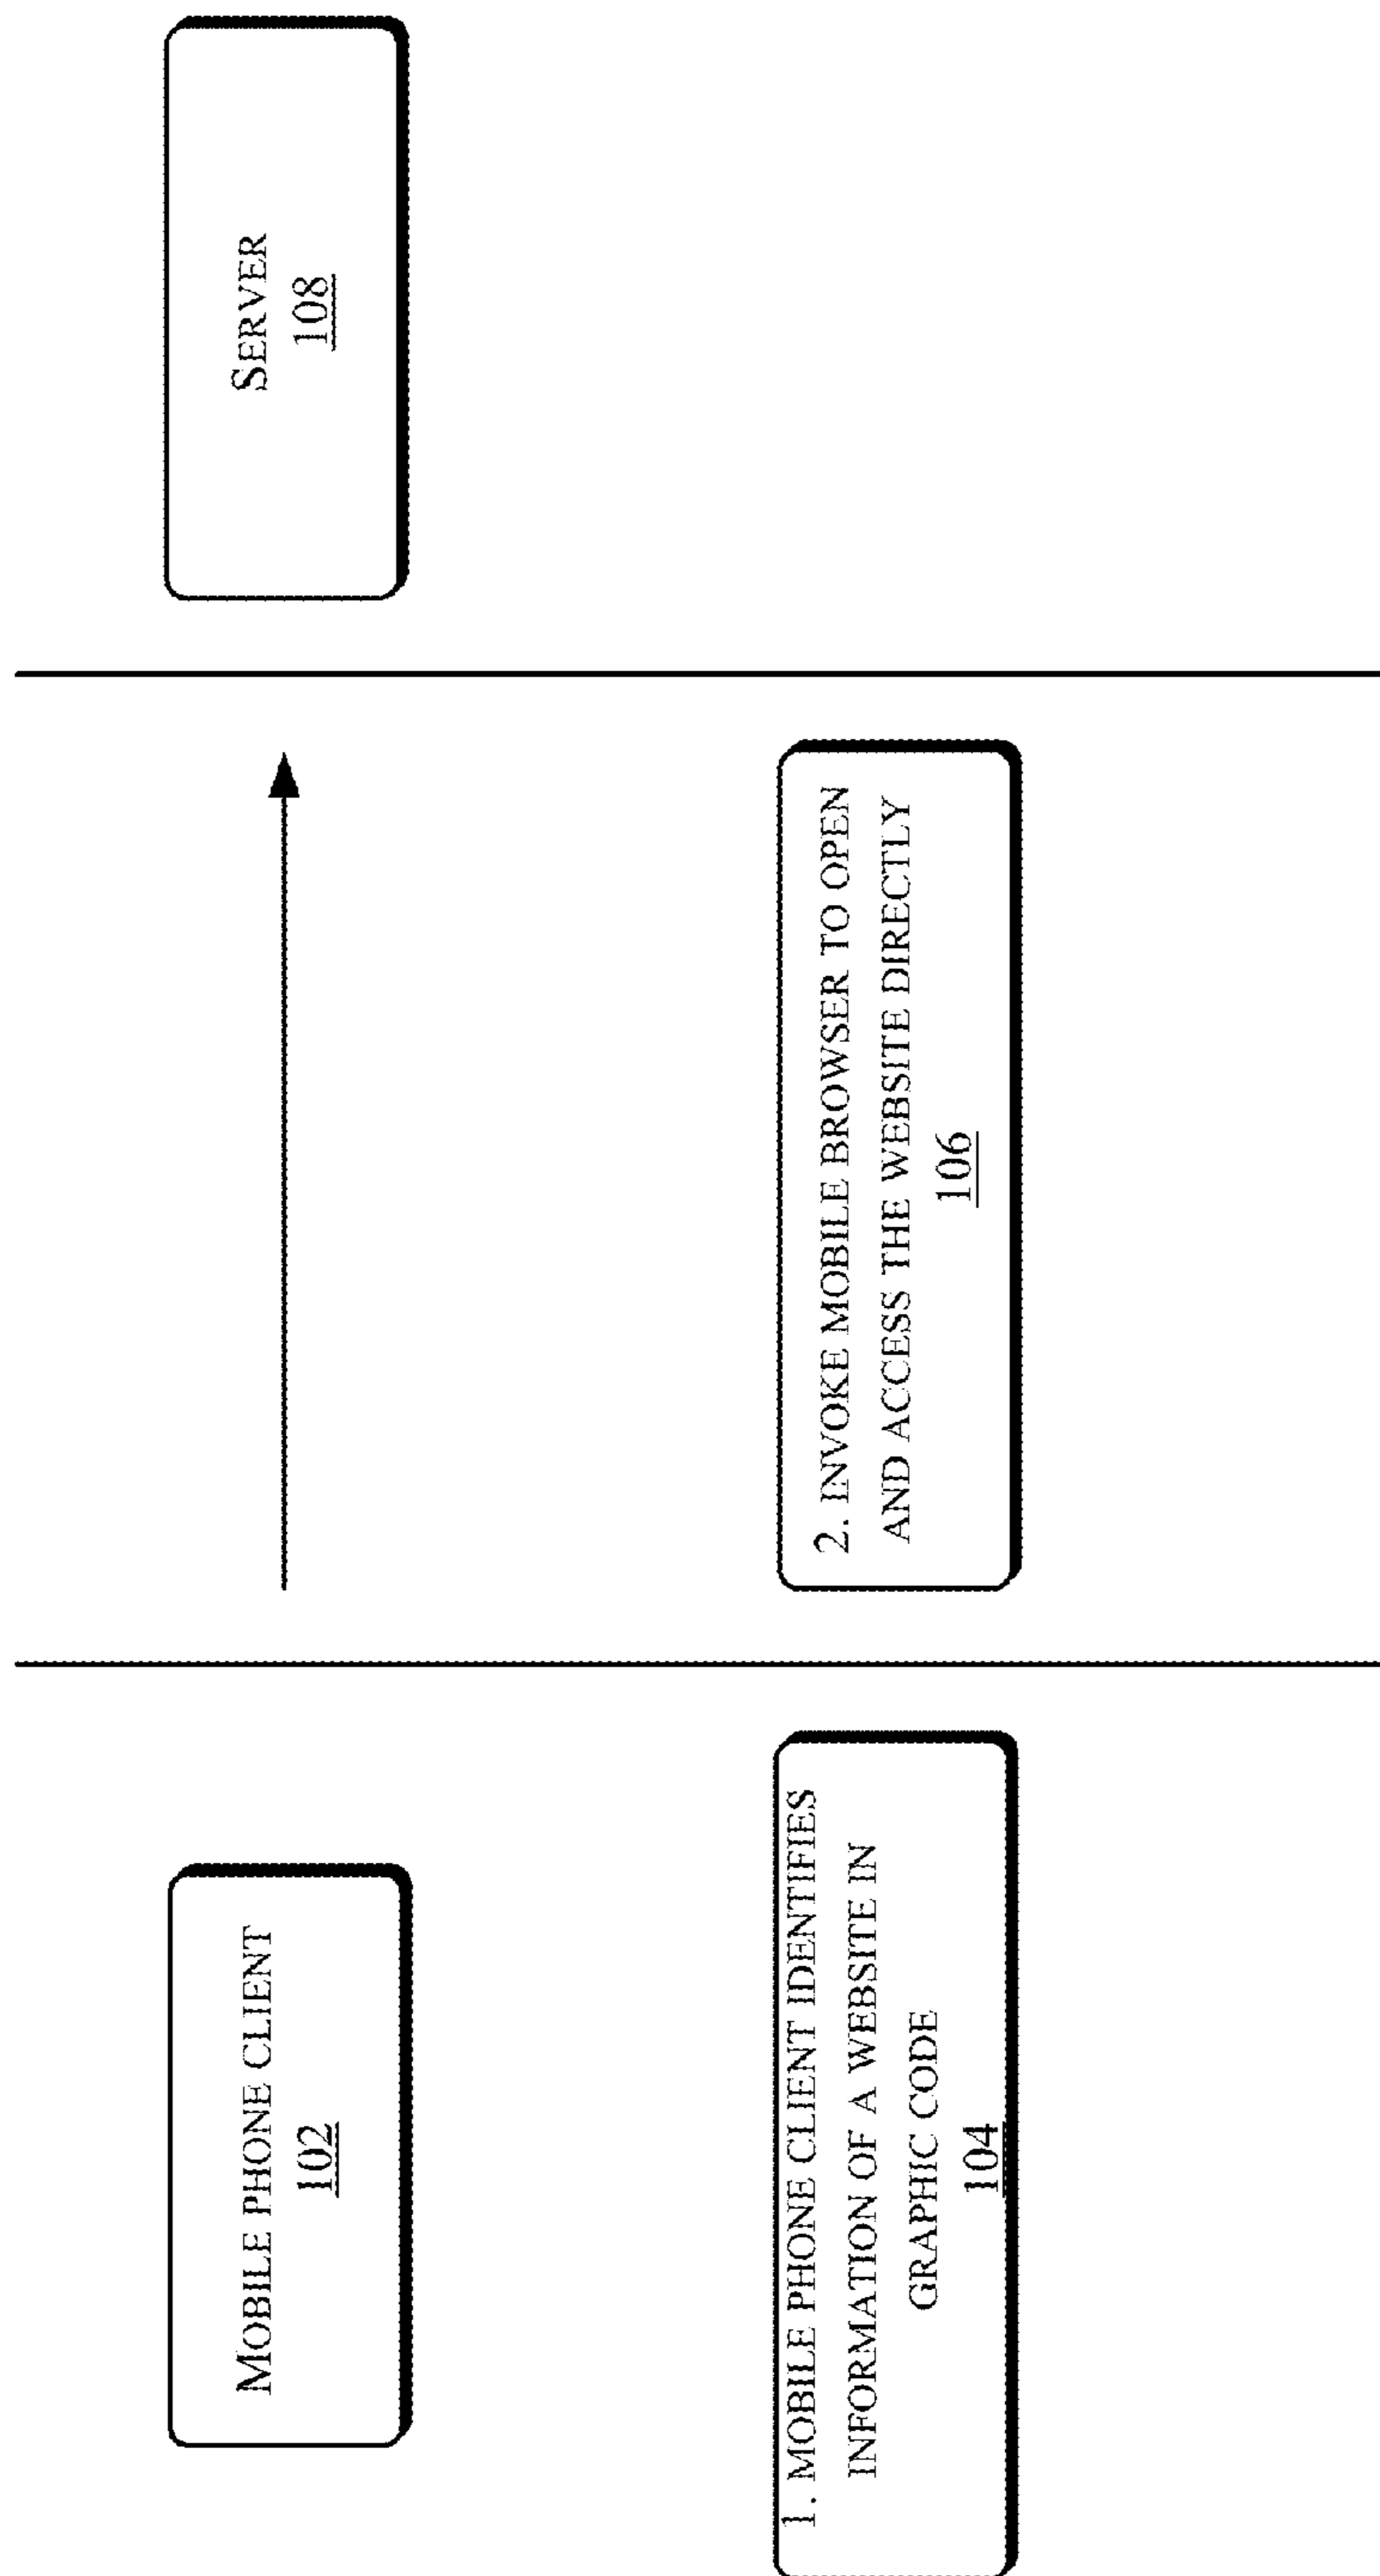 MOBILE PHONE CLIENT
102
SERVER
108
1. MOBILE PHONE CLIENT IDENTIFIES
INFORMATION OF A WEBSITE IN
GRAPHIC CODE
104
2. INVOKE MOBILE BROWSER TO OPEN
AND ACCESS THE WEBSITE DIRECTLY
106